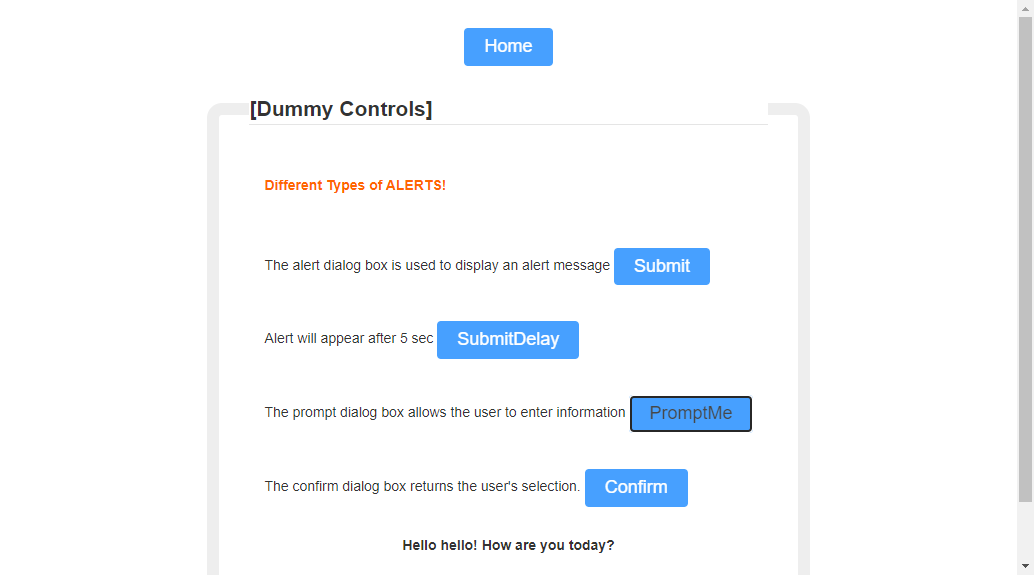 Home
[Dummy Controls]
Different Types of ALERTS!
The alert dialog box is used to display an alert message Submit
Alert will appear after 5 sec SubmitDelay
The prompt dialog box allows the user to enter information PromptMe
The confirm dialog box returns the user's selection. Confirm
Hello hello! How are you today?